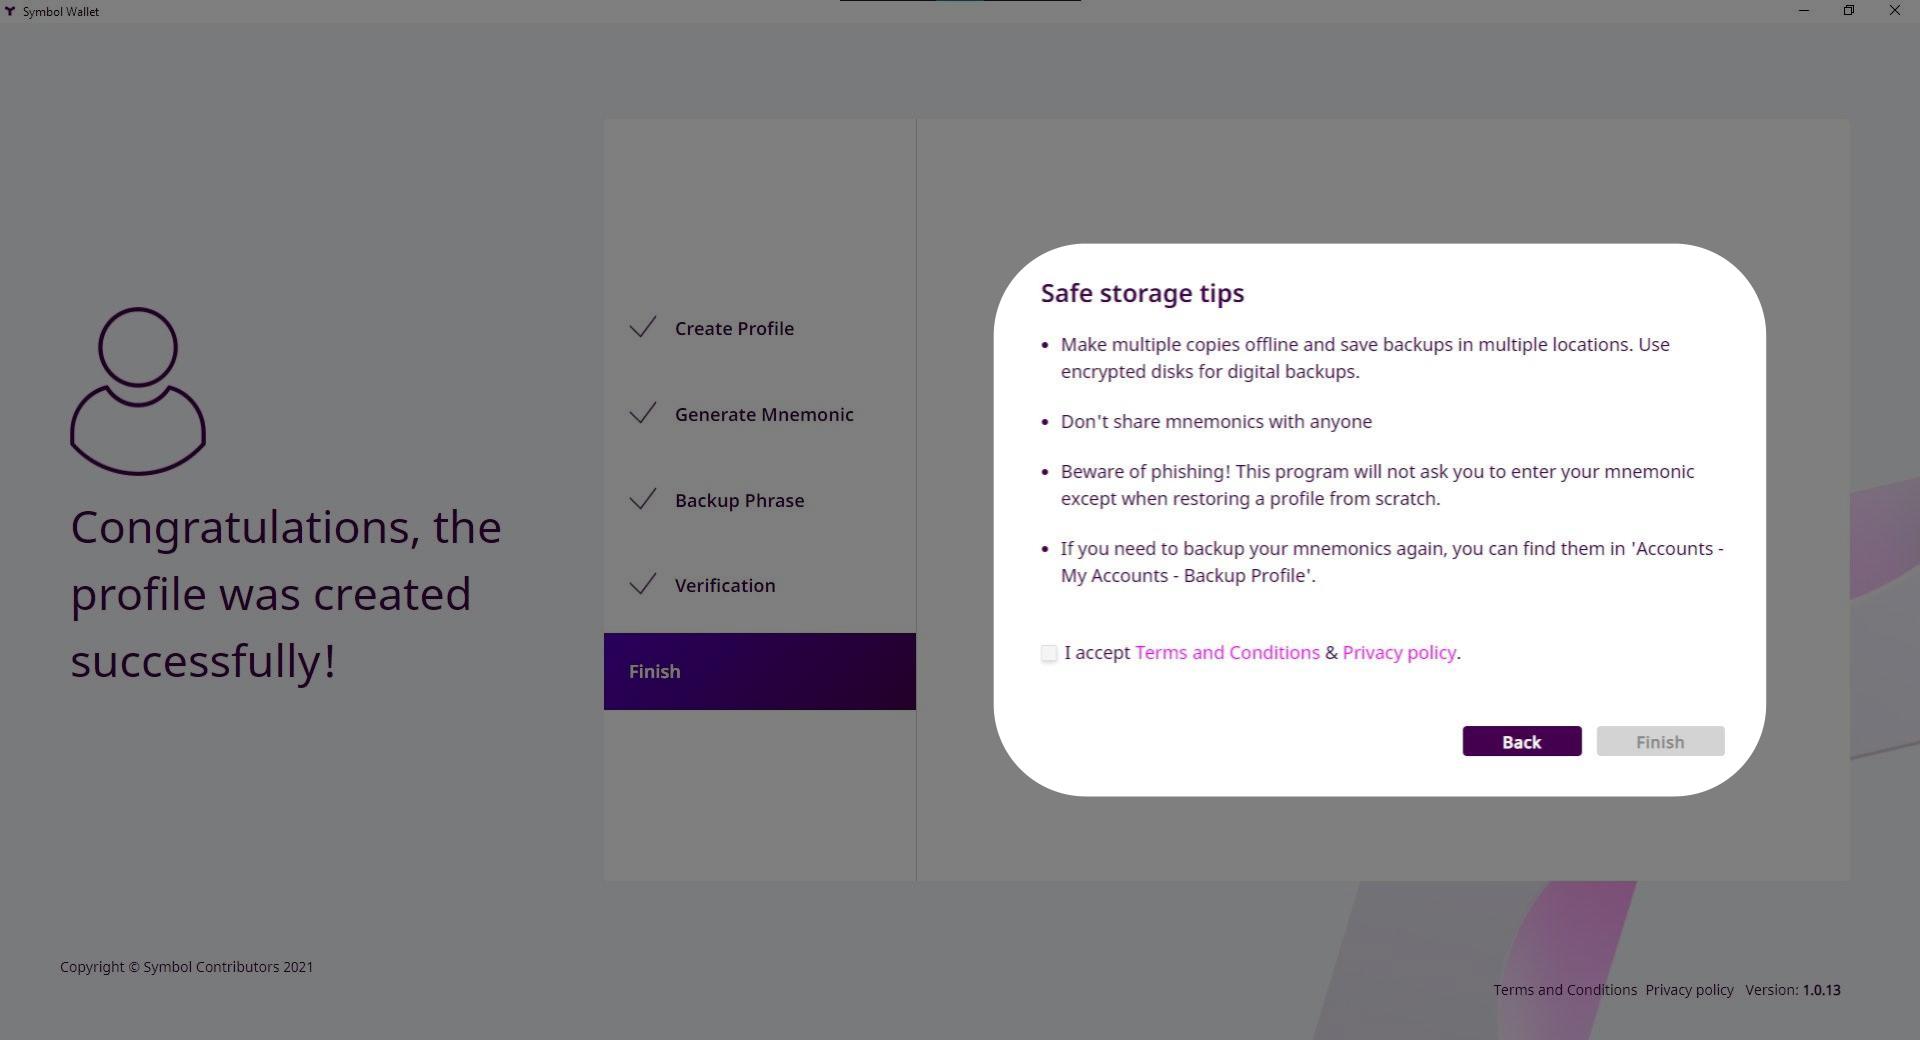 Symbol Wallet
Congratulations, the
profile was created
successfully!
Create Profile
Generate Mnemonic
Backup Phrase
Verification
Finish
Safe storage tips
• Make multiple copies offline and save backups in multiple locations. Use
encrypted disks for digital backups.
• Don't share mnemonics with anyone
• Beware of phishing! This program will not ask you to enter your mnemonic
except when restoring a profile from scratch.
• If you need to backup your mnemonics again, you can find them in 'Accounts -
My Accounts - Backup Profile'.
I accept Terms and Conditions & Privacy policy.
Back Finish
Copyright © Symbol Contributors 2021
Terms and Conditions Privacy policy Version: 1.0.13